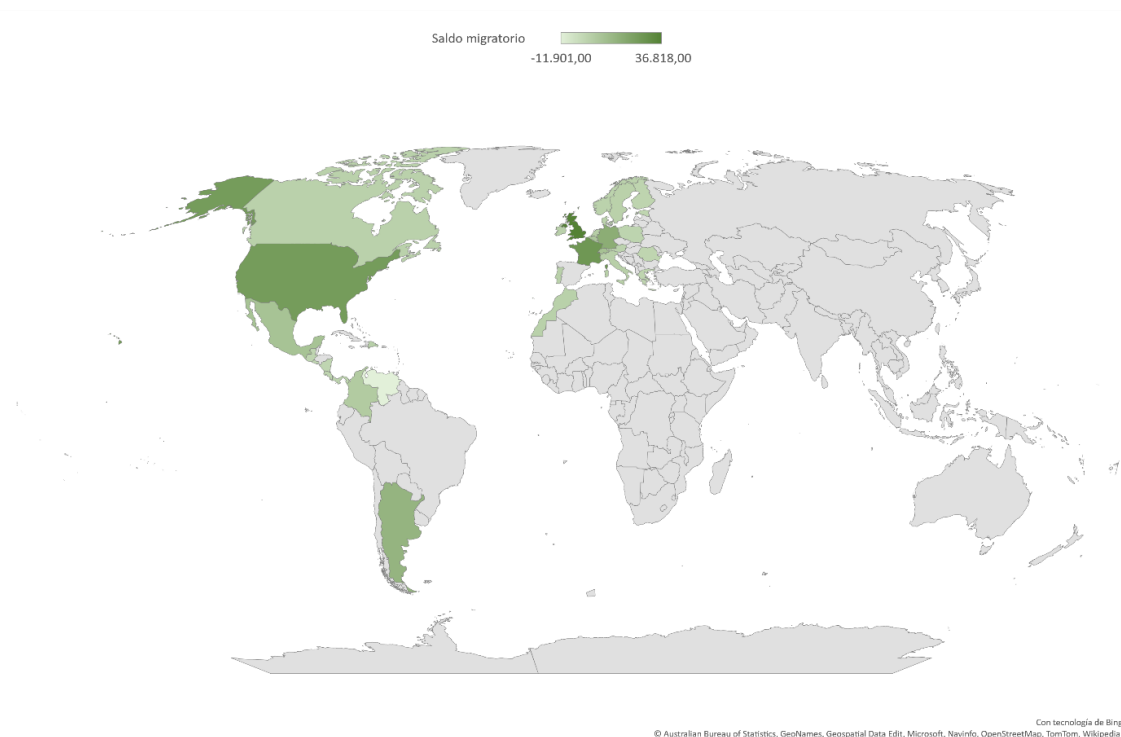 Saldo migratorio
-11.901,00 36.818,00
Con tecnología de Bing
© Australian Bureau of Statistics, GeoNames, Geospatial Data Edit, Microsoft, Navinfo, OpenStreetMap, TomTom, Wikipedia